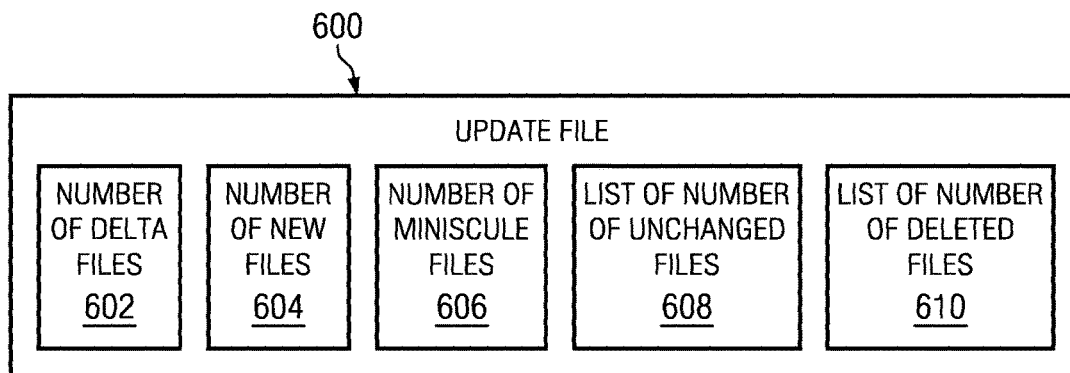 600
UPDATE FILE
NUMBER
OF DELTA
FILES
602
NUMBER
OF NEW
FILES
604
NUMBER OF
MINISCULE
FILES
606
LIST OF NUMBER
OF UNCHANGED
FILES
608
LIST OF NUMBER
OF DELETED
FILES
610